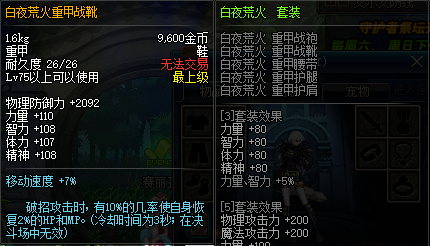 白夜荒火重甲战靴
1.6kg 9,600金币
重甲 鞋
耐久度 26/26 无法交易
Lv75以上可以使用 最上级
物理防御力 +2092
力量 +110
智力 +108
体力 +107
精神 +108
移动速度 +7%
破招攻击时,有10%的几率使自身恢
复2%的HP和MP。(冷却时间为3秒;在决
斗场中无效)
白夜荒火 套装
白夜荒火 重甲战袍
白夜荒火 重甲战靴
白夜荒火 重甲腰带
白夜荒火 重甲护腿
白夜荒火 重甲护肩
[3]套装效果
力量 +80
智力 +80
体力 +80
精神 +80
力量、智力 +5%
[5]套装效果
物理攻击力 +200
魔法攻击力 +200
宠物